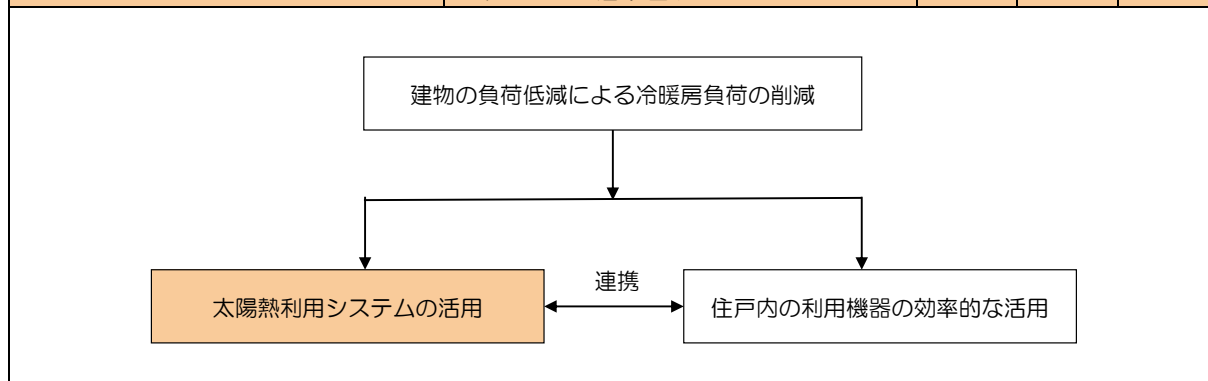 建物の負荷低減による冷暖房負荷の削減
連携
太陽熱利用システムの活用
住戸内の利用機器の効率的な活用